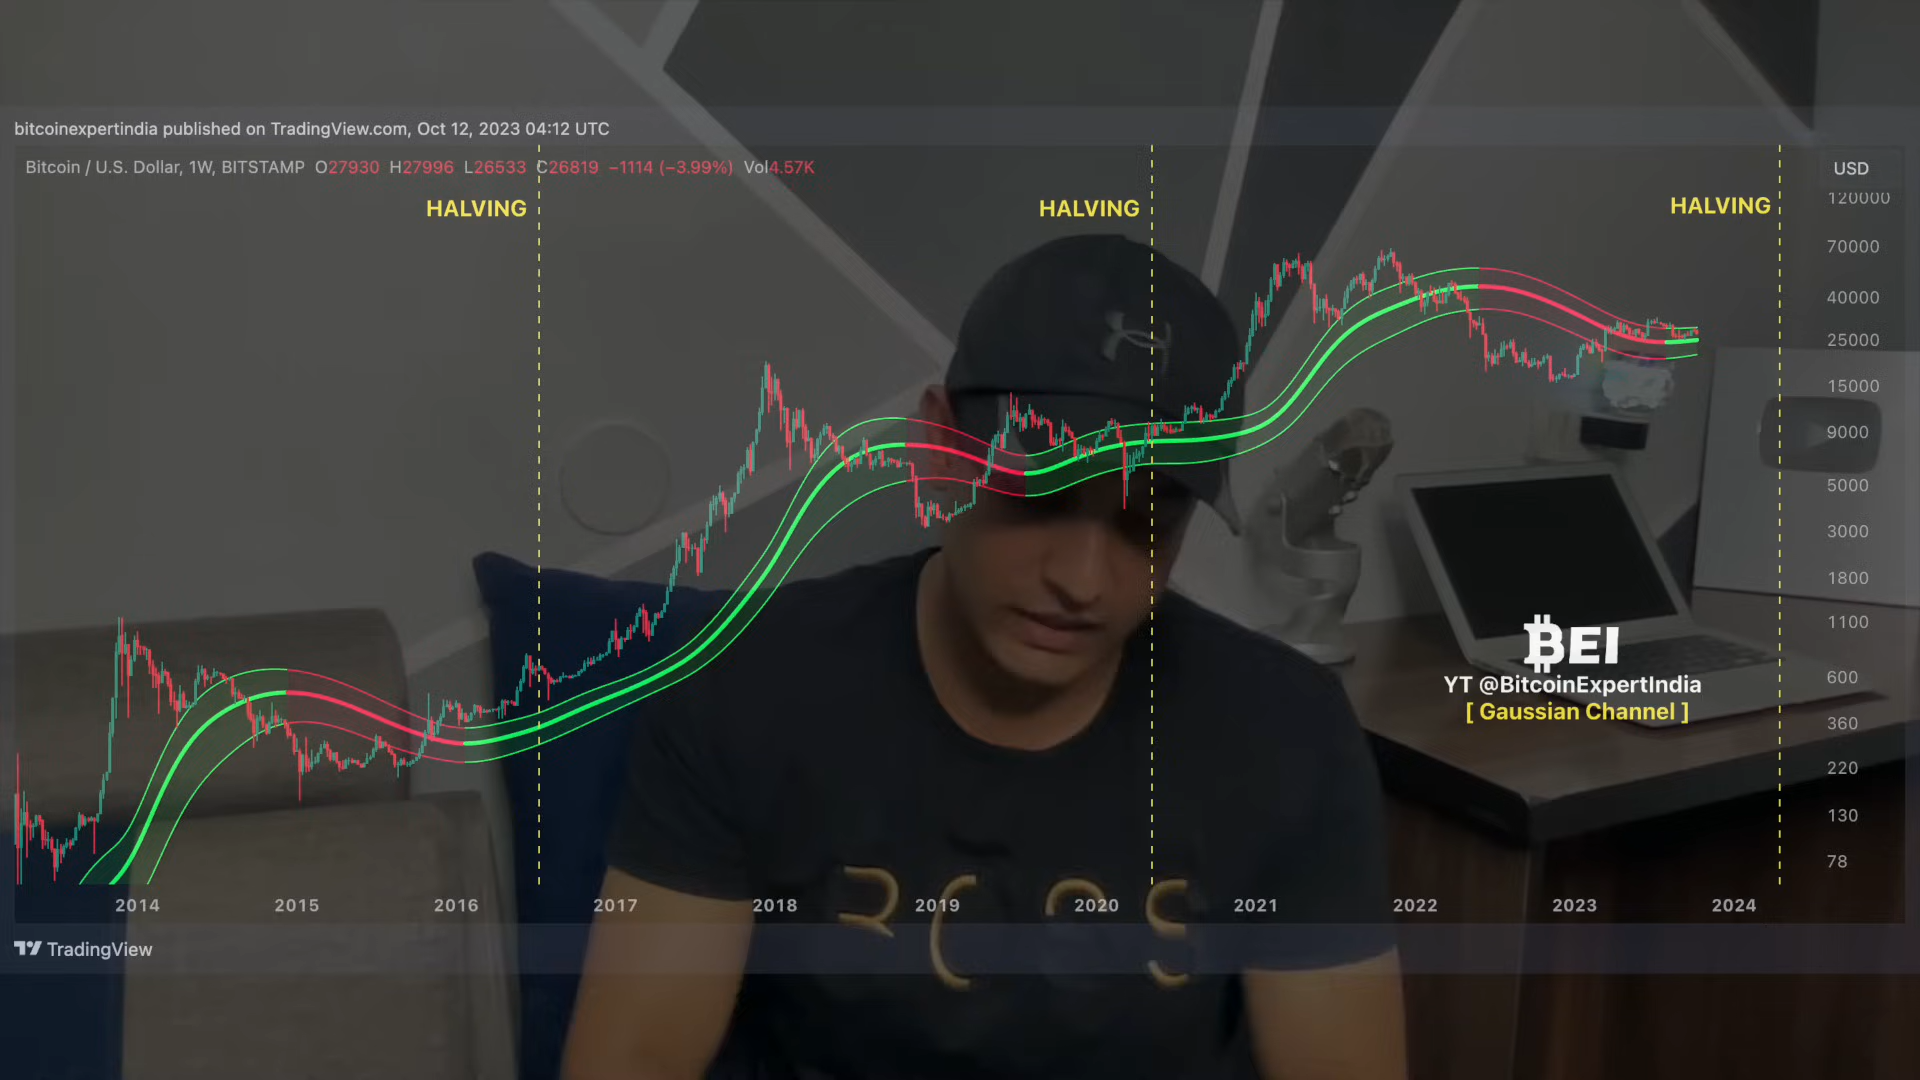 bitcoinexpertindia published on TradingView.com, Oct 12, 2023 04:12 UTC
Bitcoin / U.S. Dollar, 1W, BITSTAMP O27930 H27996 L26533 C26819 −1114 (−3.99%) Vol4.57K
USD
HALVING HALVING HALVING
120000
70000
40000
25000
15000
9000
5000
3000
1800
1100
600
360
220
130
78
BEI
YT @BitcoinExpertIndia
[ Gaussian Channel ]
2014 2015 2016 2017 2018 2019 2020 2021 2022 2023 2024
TradingView